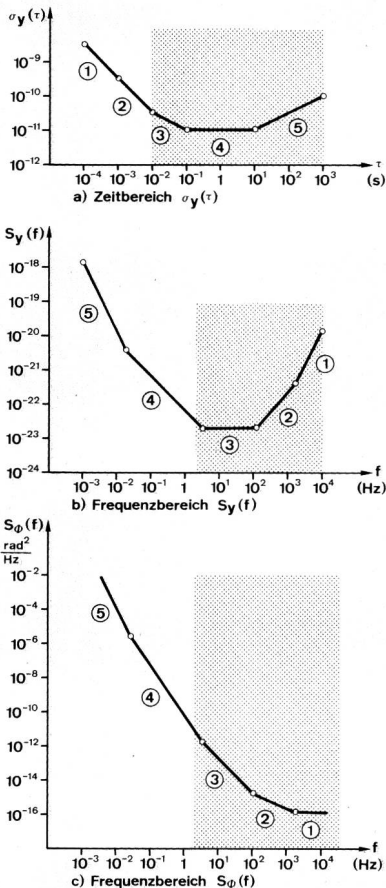 σy(τ)
10⁻⁹
10⁻¹⁰
10⁻¹¹
10⁻¹²
① ② ③ ④ ⑤
10⁻⁴ 10⁻³ 10⁻² 10⁻¹ 1 10¹ 10² 10³ τ (s)
a) Zeitbereich σy(τ)
Sy(f)
10⁻¹⁸
10⁻¹⁹
10⁻²⁰
10⁻²¹
10⁻²²
10⁻²³
10⁻²⁴
⑤ ④ ③ ② ①
10⁻³ 10⁻² 10⁻¹ 1 10¹ 10² 10³ 10⁴ f (Hz)
b) Frequenzbereich Sy(f)
SΦ(f)
rad²/Hz
10⁻²
10⁻⁴
10⁻⁶
10⁻⁸
10⁻¹⁰
10⁻¹²
10⁻¹⁴
10⁻¹⁶
⑤ ④ ③ ② ①
10⁻³ 10⁻² 10⁻¹ 1 10¹ 10² 10³ 10⁴ f (Hz)
c) Frequenzbereich SΦ(f)